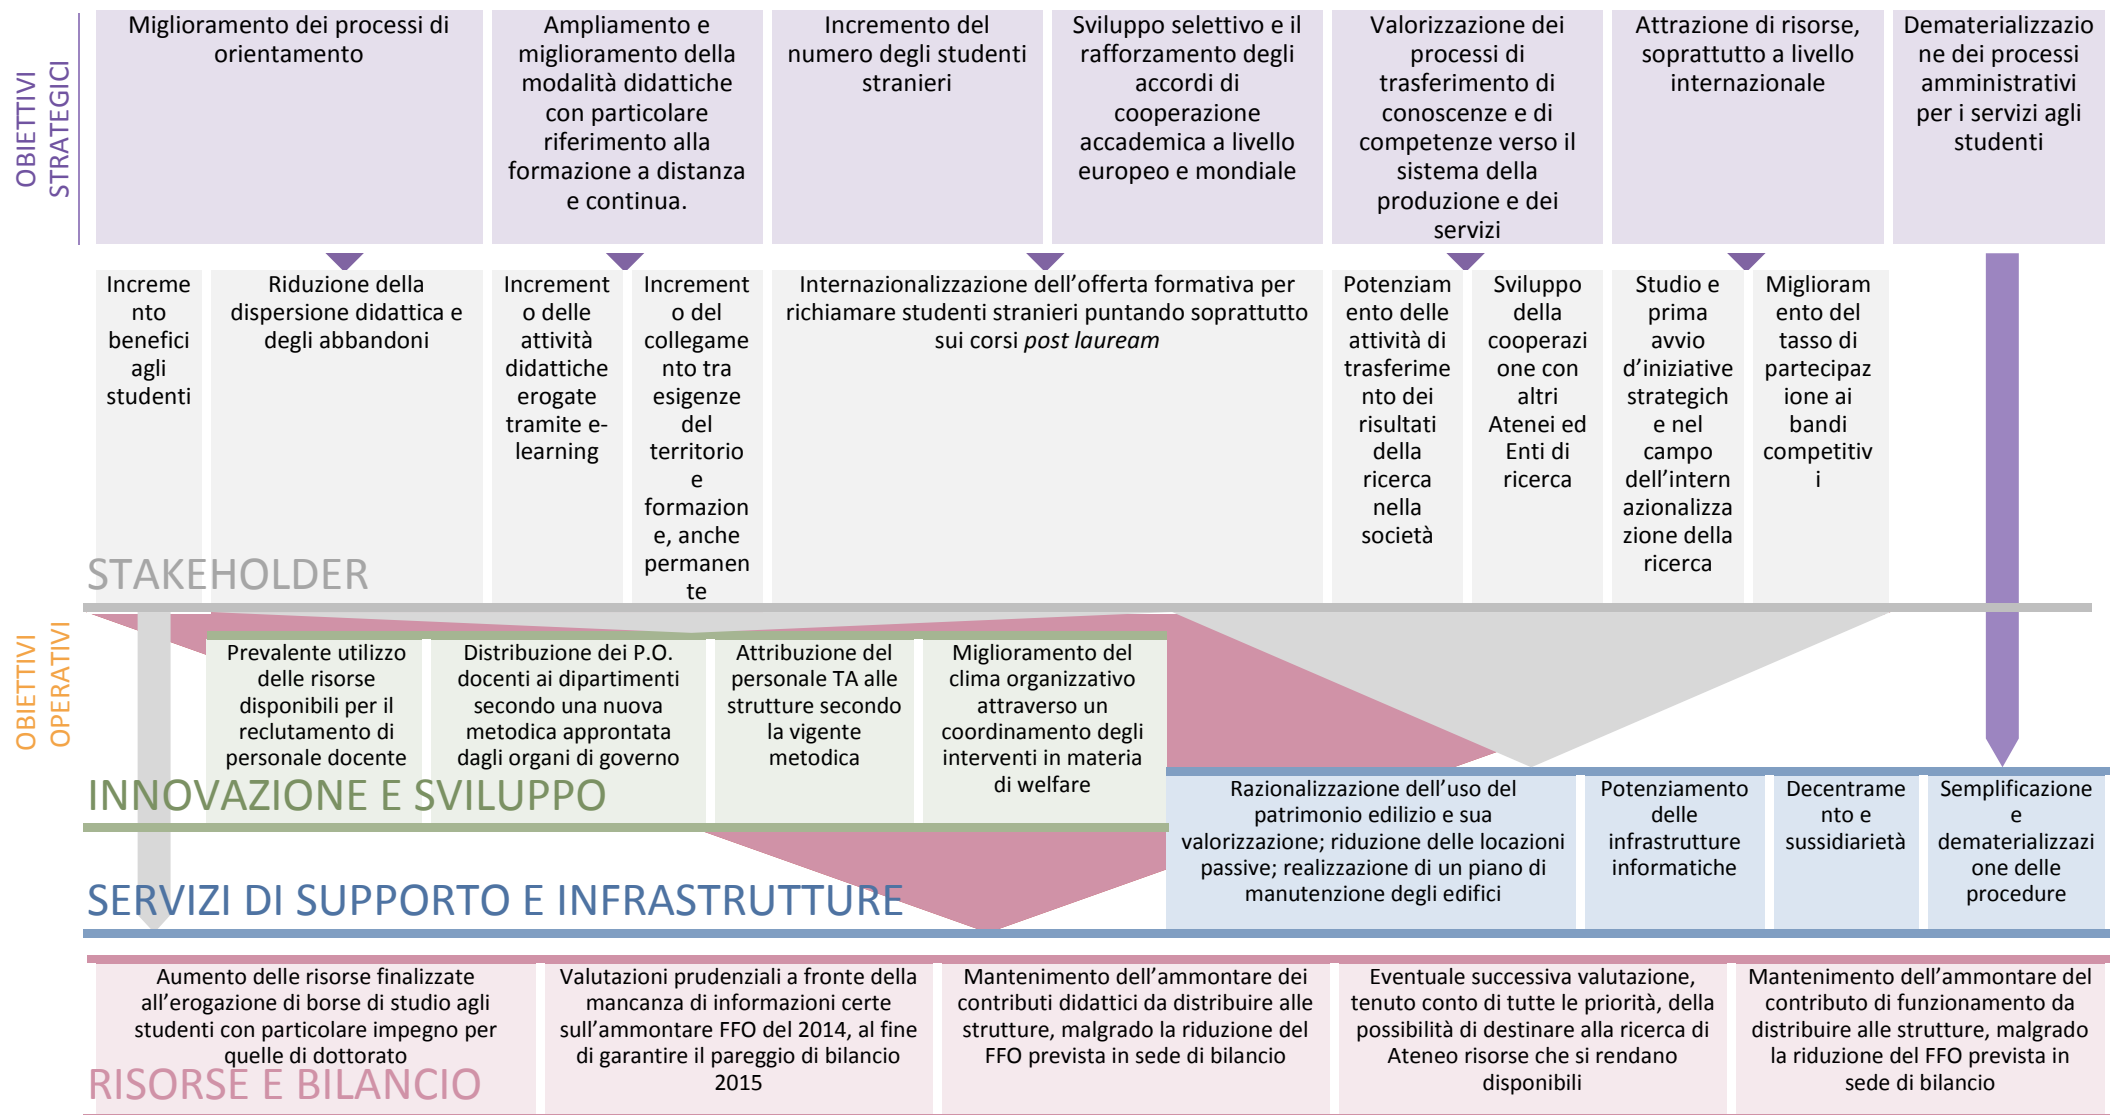 OBIETTIVI
STRATEGICI
Miglioramento dei processi di
orientamento
Ampliamento e
miglioramento della
modalità didattiche
con particolare
riferimento alla
formazione a distanza
e continua.
Incremento del
numero degli studenti
stranieri
Sviluppo selettivo e il
rafforzamento degli
accordi di
cooperazione
accademica a livello
europeo e mondiale
Valorizzazione dei
processi di
trasferimento di
conoscenze e di
competenze verso il
sistema della
produzione e dei
servizi
Attrazione di risorse,
soprattutto a livello
internazionale
Dematerializzazio
ne dei processi
amministrativi
per i servizi agli
studenti
Increme
nto
benefici
agli
studenti
Riduzione della
dispersione didattica e
degli abbandoni
Increment
o delle
attività
didattiche
erogate
tramite e-
learning
Increment
o del
collegame
nto tra
esigenze
del
territorio
e
formazion
e, anche
permanen
te
Internazionalizzazione dell’offerta formativa per
richiamare studenti stranieri puntando soprattutto
sui corsi post lauream
Potenziam
ento delle
attività di
trasferime
nto dei
risultati
della
ricerca
nella
società
Sviluppo
della
cooperazi
one con
altri
Atenei ed
Enti di
ricerca
Studio e
prima
avvio
d’iniziative
strategich
e nel
campo
dell’intern
azionalizza
zione della
ricerca
Miglioram
ento del
tasso di
partecipaz
ione ai
bandi
competitiv
i
STAKEHOLDER
OBIETTIVI
OPERATIVI
Prevalente utilizzo
delle risorse
disponibili per il
reclutamento di
personale docente
Distribuzione dei P.O.
docenti ai dipartimenti
secondo una nuova
metodica approntata
dagli organi di governo
Attribuzione del
personale TA alle
strutture secondo
la vigente
metodica
Miglioramento del
clima organizzativo
attraverso un
coordinamento degli
interventi in materia
di welfare
INNOVAZIONE E SVILUPPO
Razionalizzazione dell’uso del
patrimonio edilizio e sua
valorizzazione; riduzione delle locazioni
passive; realizzazione di un piano di
manutenzione degli edifici
Potenziamento
delle
infrastrutture
informatiche
Decentrame
nto e
sussidiarietà
Semplificazione
e
dematerializzazi
one delle
procedure
SERVIZI DI SUPPORTO E INFRASTRUTTURE
Aumento delle risorse finalizzate
all’erogazione di borse di studio agli
studenti con particolare impegno per
quelle di dottorato
Valutazioni prudenziali a fronte della
mancanza di informazioni certe
sull’ammontare FFO del 2014, al fine
di garantire il pareggio di bilancio
2015
Mantenimento dell’ammontare dei
contributi didattici da distribuire alle
strutture, malgrado la riduzione del
FFO prevista in sede di bilancio
Eventuale successiva valutazione,
tenuto conto di tutte le priorità, della
possibilità di destinare alla ricerca di
Ateneo risorse che si rendano
disponibili
Mantenimento dell’ammontare del
contributo di funzionamento da
distribuire alle strutture, malgrado
la riduzione del FFO prevista in
sede di bilancio
RISORSE E BILANCIO